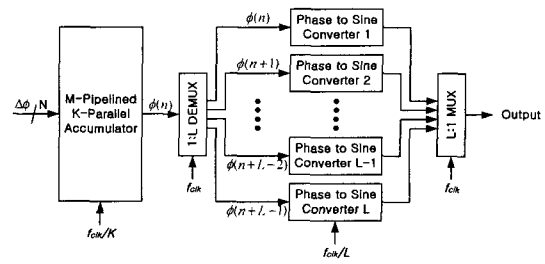 Δϕ
N
M-Pipelined
K-Parallel
Accumulator
f_clk/K
ϕ(n)
1:L DEMUX
f_clk
ϕ(n)
Phase to Sine
Converter 1
ϕ(n+1)
Phase to Sine
Converter 2
ϕ(n+L-2)
Phase to Sine
Converter L-1
ϕ(n+L-1)
Phase to Sine
Converter L
f_clk/L
L:1 MUX
f_clk
Output